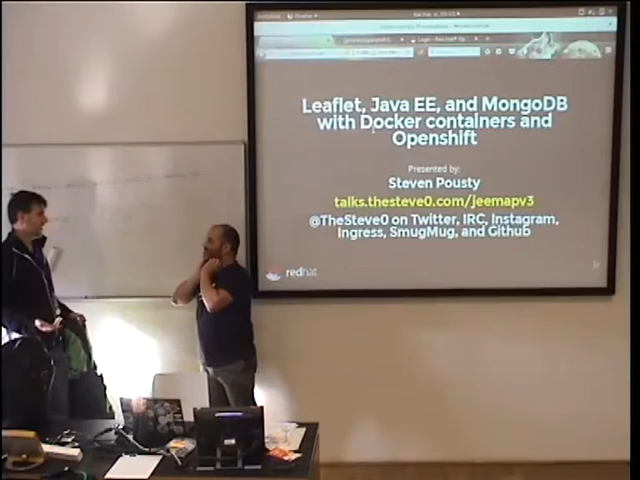 Leaflet, Java EE, and MongoDB
with Docker containers and
Openshift
Presented by:
Steven Pousty
talks.thesteve0.com/jeemapv3
@TheSteve0 on Twitter, IRC, Instagram,
Ingress, SmugMug, and Github
redhat